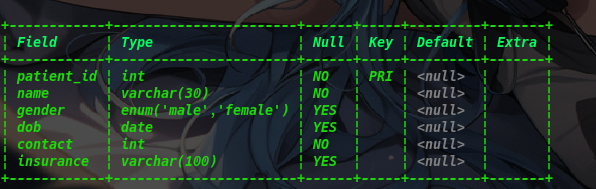 +------------+-----------------------+------+-----+---------+-------+
| Field      | Type                  | Null | Key | Default | Extra |
+------------+-----------------------+------+-----+---------+-------+
| patient_id | int                   | NO   | PRI | <null>  |       |
| name       | varchar(30)           | NO   |     | <null>  |       |
| gender     | enum('male','female') | YES  |     | <null>  |       |
| dob        | date                  | YES  |     | <null>  |       |
| contact    | int                   | NO   |     | <null>  |       |
| insurance  | varchar(100)          | YES  |     | <null>  |       |
+------------+-----------------------+------+-----+---------+-------+